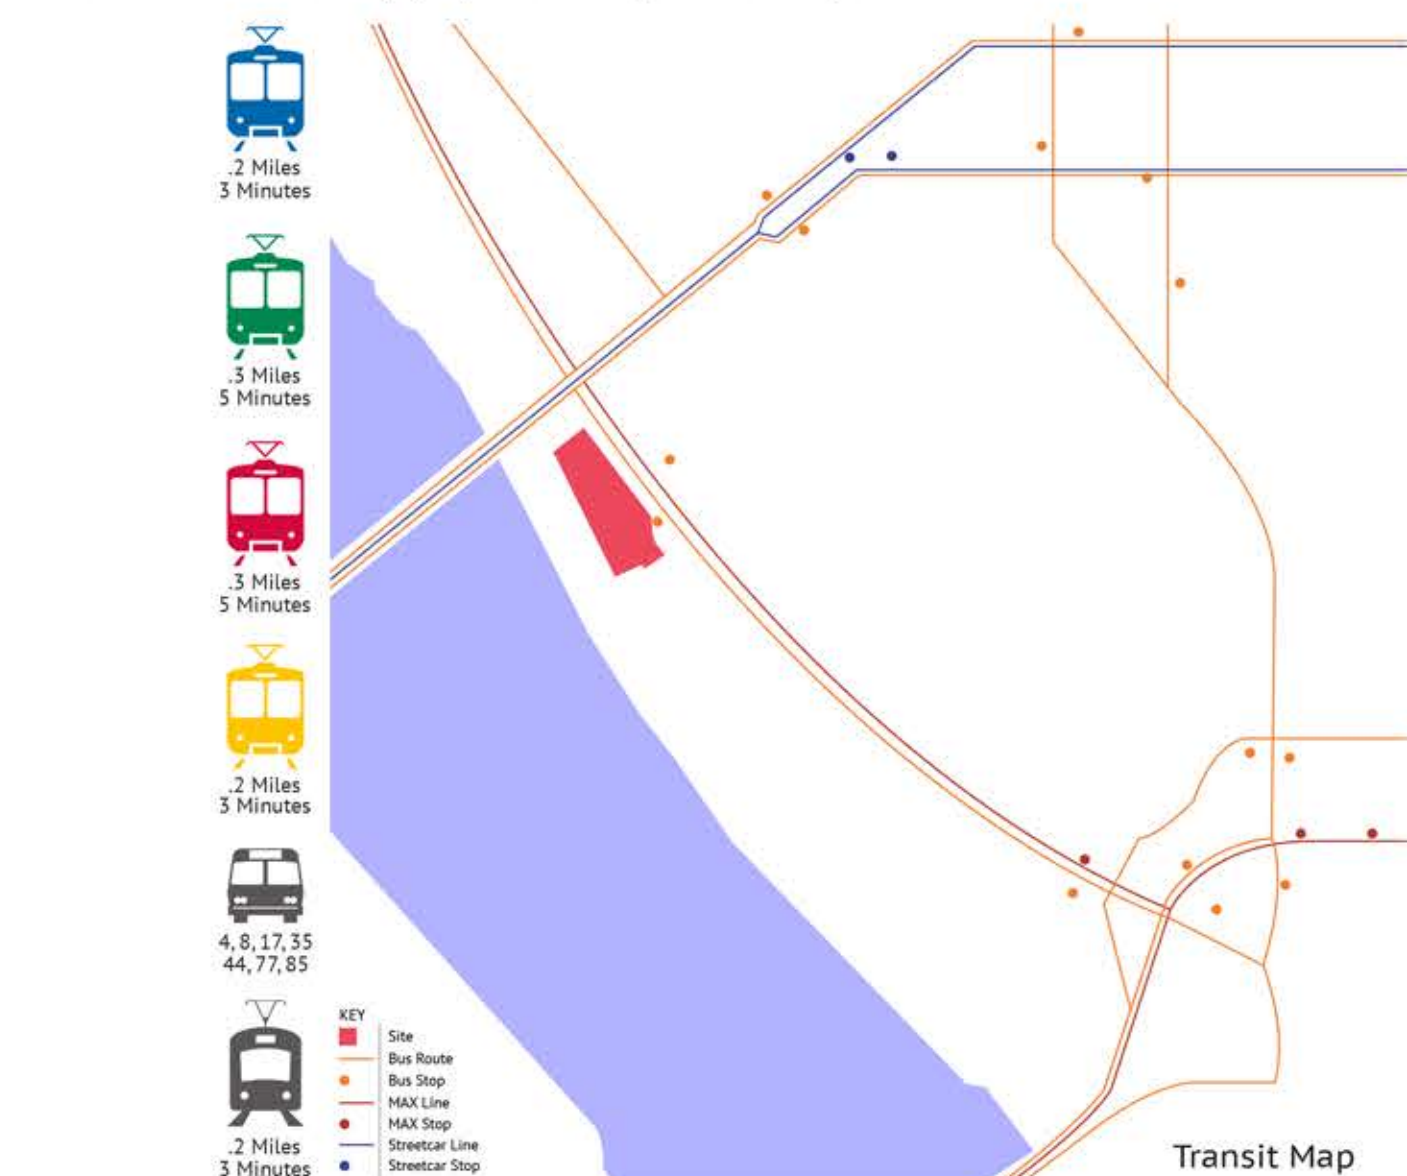 .2 Miles
3 Minutes
.3 Miles
5 Minutes
.3 Miles
5 Minutes
.2 Miles
3 Minutes
4, 8, 17, 35
44, 77, 85
.2 Miles
3 Minutes
KEY
Site
Bus Route
Bus Stop
MAX Line
MAX Stop
Streetcar Line
Streetcar Stop
Transit Map